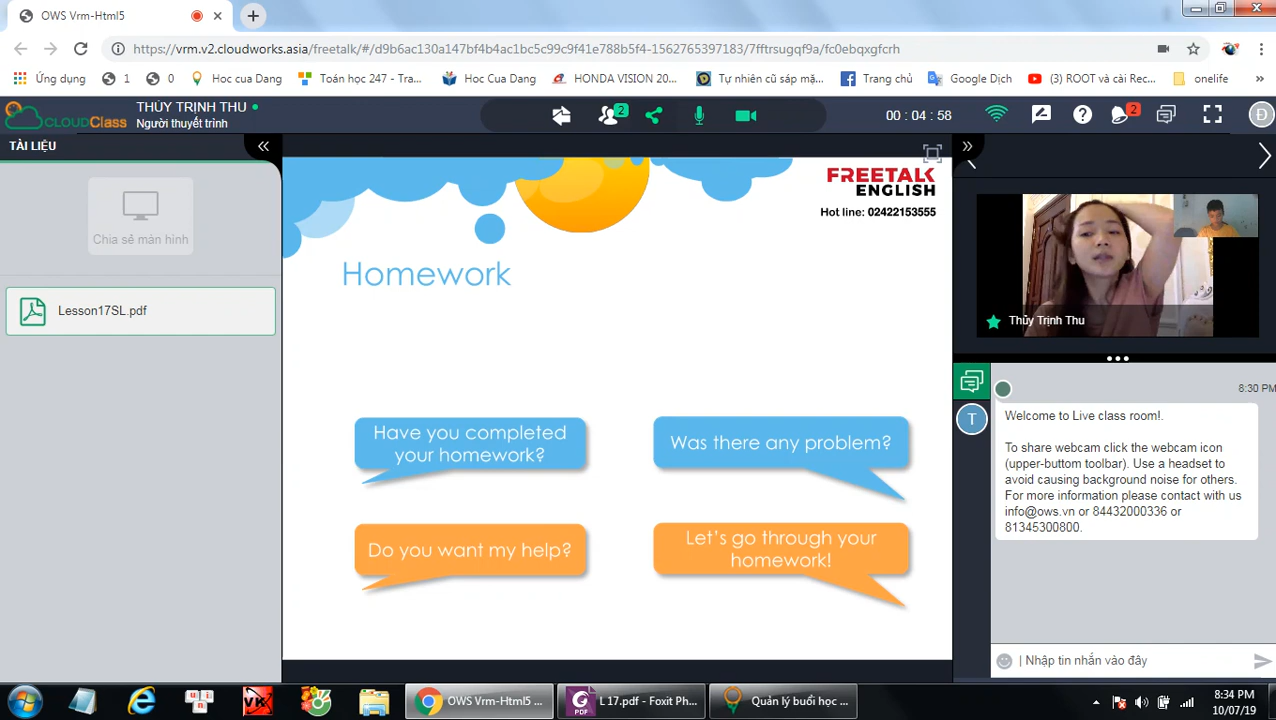 OWS Vrm-Html5
https://vrm.v2.cloudworks.asia/freetalk/#/d9b6ac130a147bf4b4ac1bc5c99c9f41e788b5f4-1562765397183/7fftrsugqf9a/fc0ebqxgfcrh
Ứng dụng
1
0
Hoc cua Dang
Toán học 247 - Tra...
Học Cua Dang
HONDA VISION 20...
Tự nhiên cũ sáp mặ...
Trang chủ
Google Dịch
(3) ROOT và cài Rec...
onelife
»
CLOUDClass
THỦY TRỊNH THU
Người thuyết trình
2
00 : 04 : 58
2
Đ
TÀI LIỆU
Chia sẻ màn hình
Lesson17SL.pdf
FREETALK
ENGLISH
Hot line: 02422153555
Homework
Have you completed
your homework?
Was there any problem?
Do you want my help?
Let's go through your
homework!
Thủy Trịnh Thu
8:30 PM
T
Welcome to Live class room!.
To share webcam click the webcam icon
(upper-buttom toolbar). Use a headset to
avoid causing background noise for others.
For more information please contact with us
info@ows.vn or 84432000336 or
81345300800.
Nhập tin nhắn vào đây
OWS Vrm-Html5 ...
L 17.pdf - Foxit Ph...
Quản lý buổi học ...
8:34 PM
10/07/19